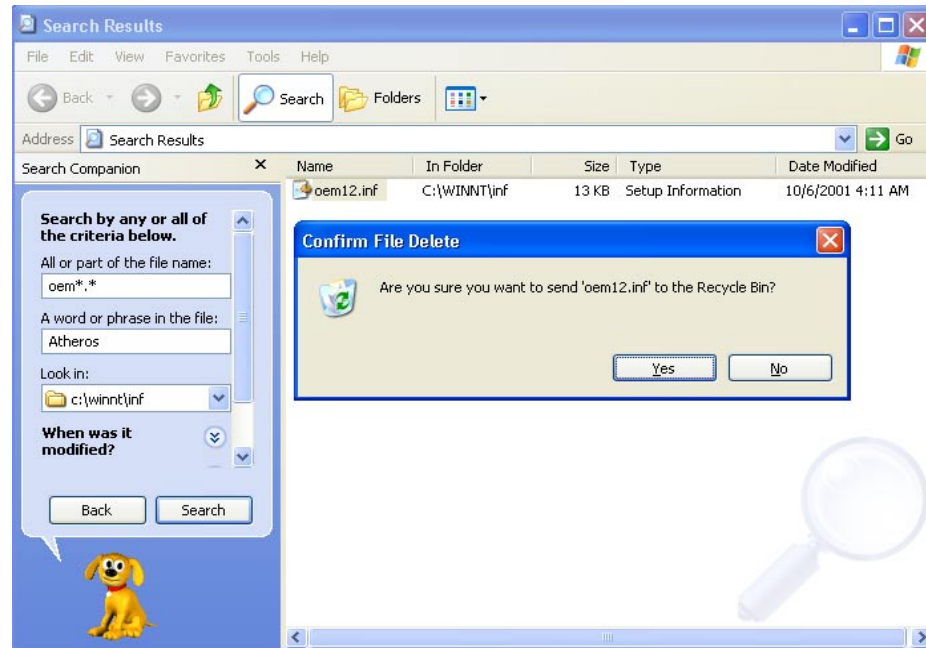 Search Results
File Edit View Favorites Tools Help
Back Search Folders
Address Search Results Go
Search Companion
Name In Folder Size Type Date Modified
oem12.inf C:\WINNT\inf 13 KB Setup Information 10/6/2001 4:11 AM
Search by any or all of
the criteria below.
All or part of the file name:
oem*.*
A word or phrase in the file:
Atheros
Look in:
c:\winnt\inf
When was it
modified?
Back Search
Confirm File Delete
Are you sure you want to send 'oem12.inf' to the Recycle Bin?
Yes No